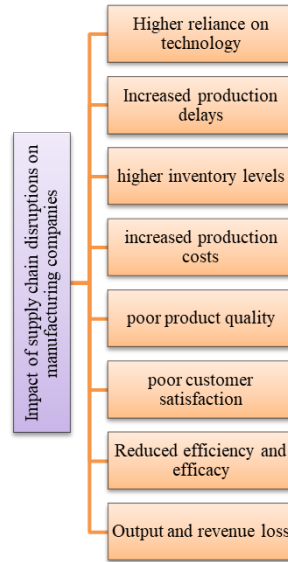 Impact of supply chain disruptions on
manufacturing companies
Higher reliance on
technology
Increased production
delays
higher inventory levels
increased production
costs
poor product quality
poor customer
satisfaction
Reduced efficiency and
efficacy
Output and revenue loss